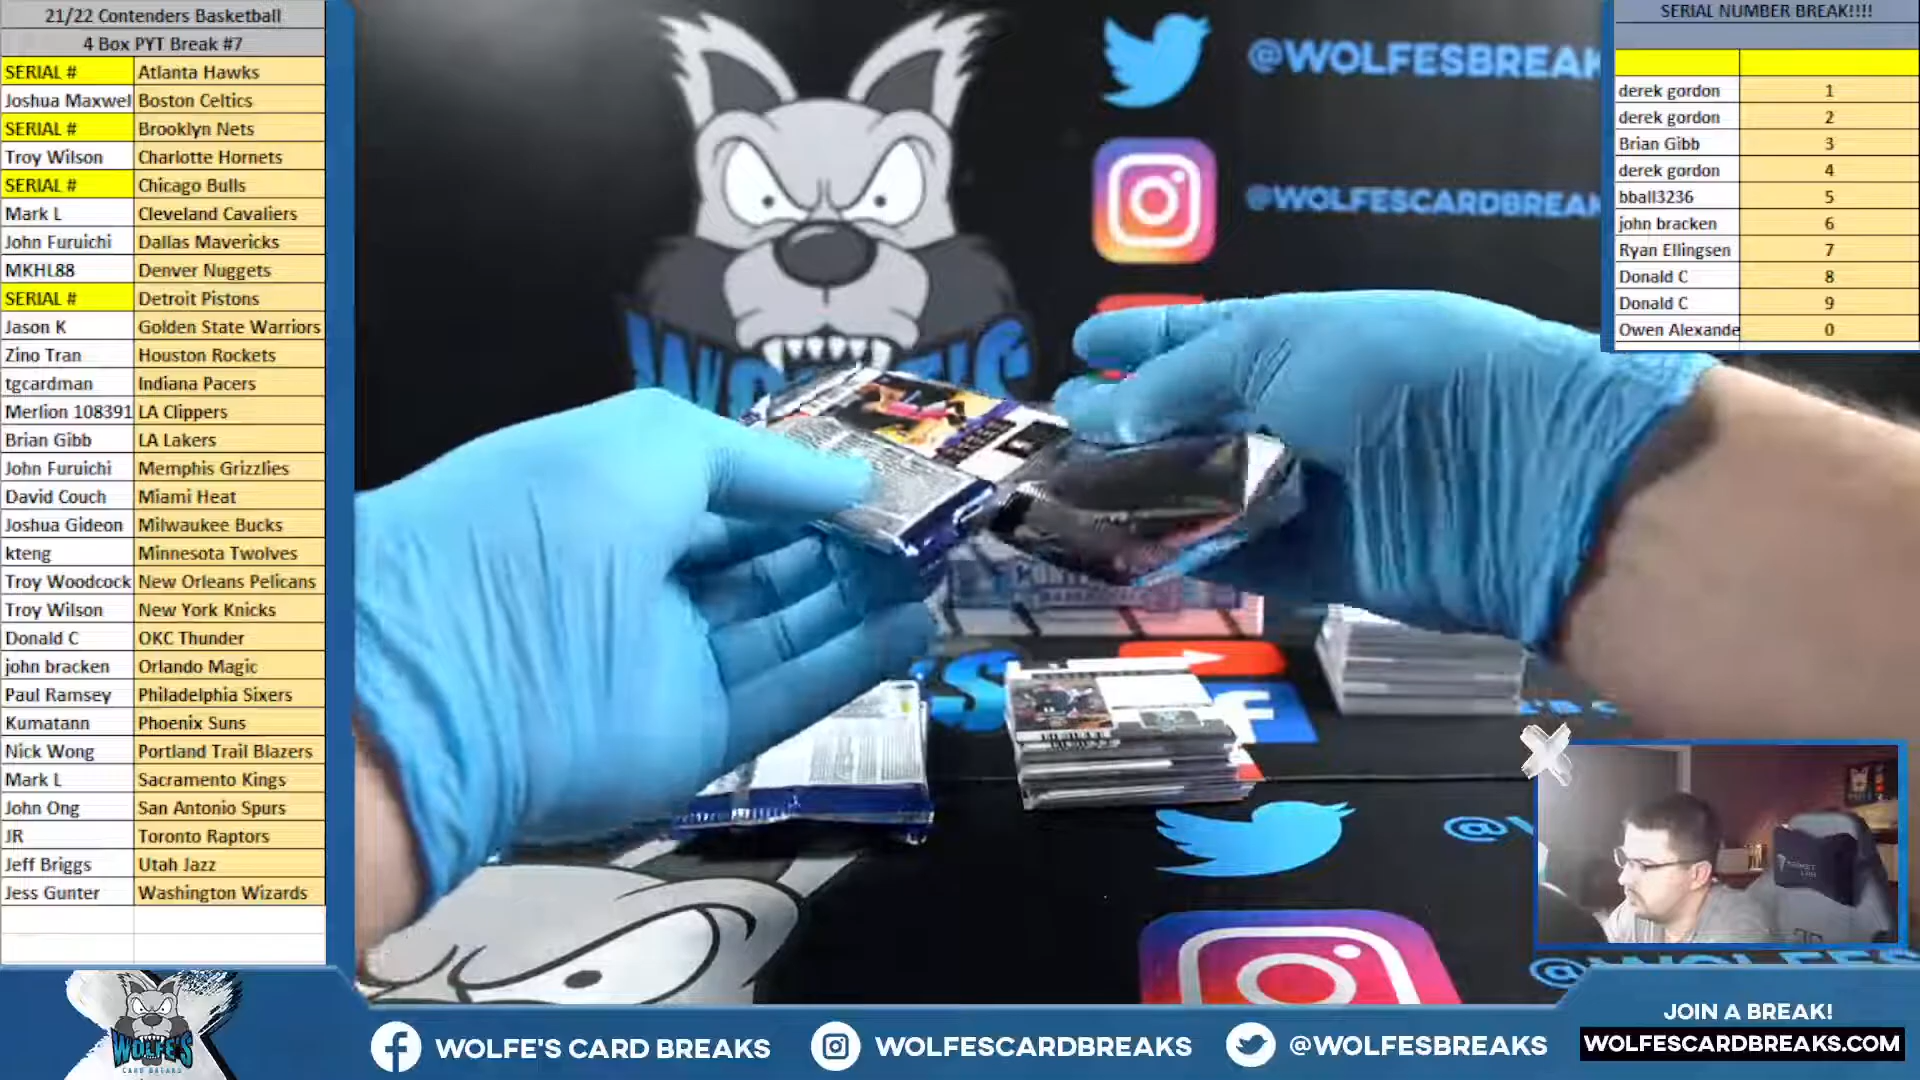 21/22 Contenders Basketball
4 Box PYT Break #7
SERIAL # Atlanta Hawks
Joshua Maxwel Boston Celtics
SERIAL # Brooklyn Nets
Troy Wilson Charlotte Hornets
SERIAL # Chicago Bulls
Mark L Cleveland Cavaliers
John Furuichi Dallas Mavericks
MKHL88 Denver Nuggets
SERIAL # Detroit Pistons
Jason K Golden State Warriors
Zino Tran Houston Rockets
tgcardman Indiana Pacers
Merlion 108391 LA Clippers
Brian Gibb LA Lakers
John Furuichi Memphis Grizzlies
David Couch Miami Heat
Joshua Gideon Milwaukee Bucks
kteng Minnesota Twolves
Troy Woodcock New Orleans Pelicans
Troy Wilson New York Knicks
Donald C OKC Thunder
john bracken Orlando Magic
Paul Ramsey Philadelphia Sixers
Kumatann Phoenix Suns
Nick Wong Portland Trail Blazers
Mark L Sacramento Kings
John Ong San Antonio Spurs
JR Toronto Raptors
Jeff Briggs Utah Jazz
Jess Gunter Washington Wizards
@WOLFESBREAK
@WOLFESCARDBREAK
WOLFE'S
SERIAL NUMBER BREAK!!!!
derek gordon 1
derek gordon 2
Brian Gibb 3
derek gordon 4
bball3236 5
john bracken 6
Ryan Ellingsen 7
Donald C 8
Donald C 9
Owen Alexande 0
WOLFE'S
CARD BREAKS
WOLFE'S CARD BREAKS
WOLFESCARDBREAKS
@WOLFESBREAKS
JOIN A BREAK!
WOLFESCARDBREAKS.COM